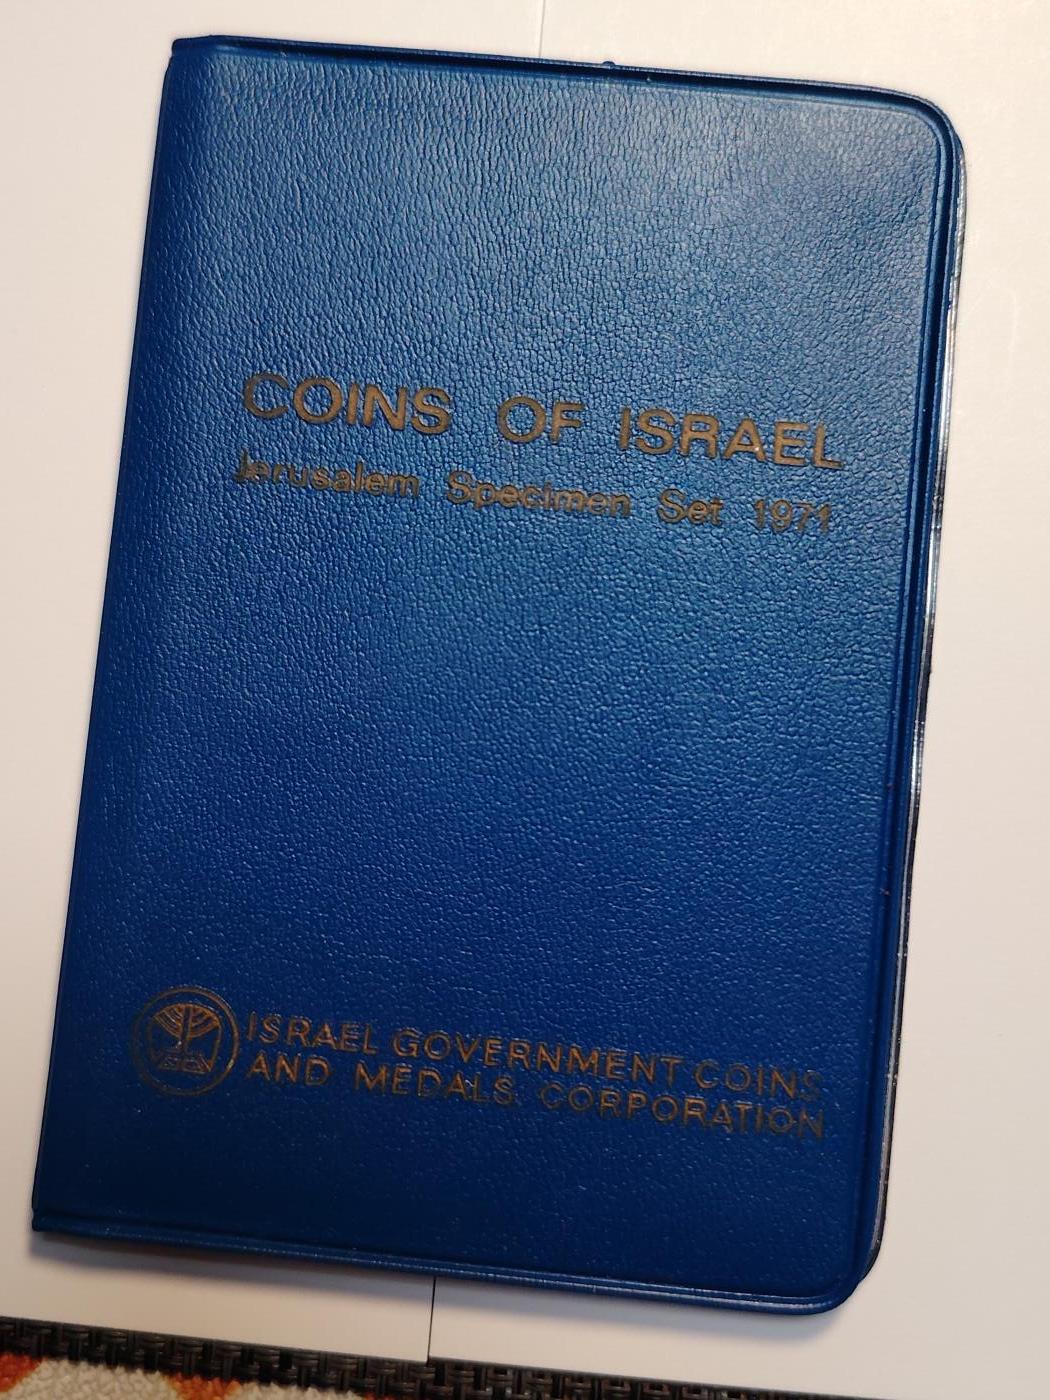 COINS OF ISRAEL
Jerusalem Specimen Set 1971
ISRAEL GOVERNMENT COINS
AND MEDALS CORPORATION